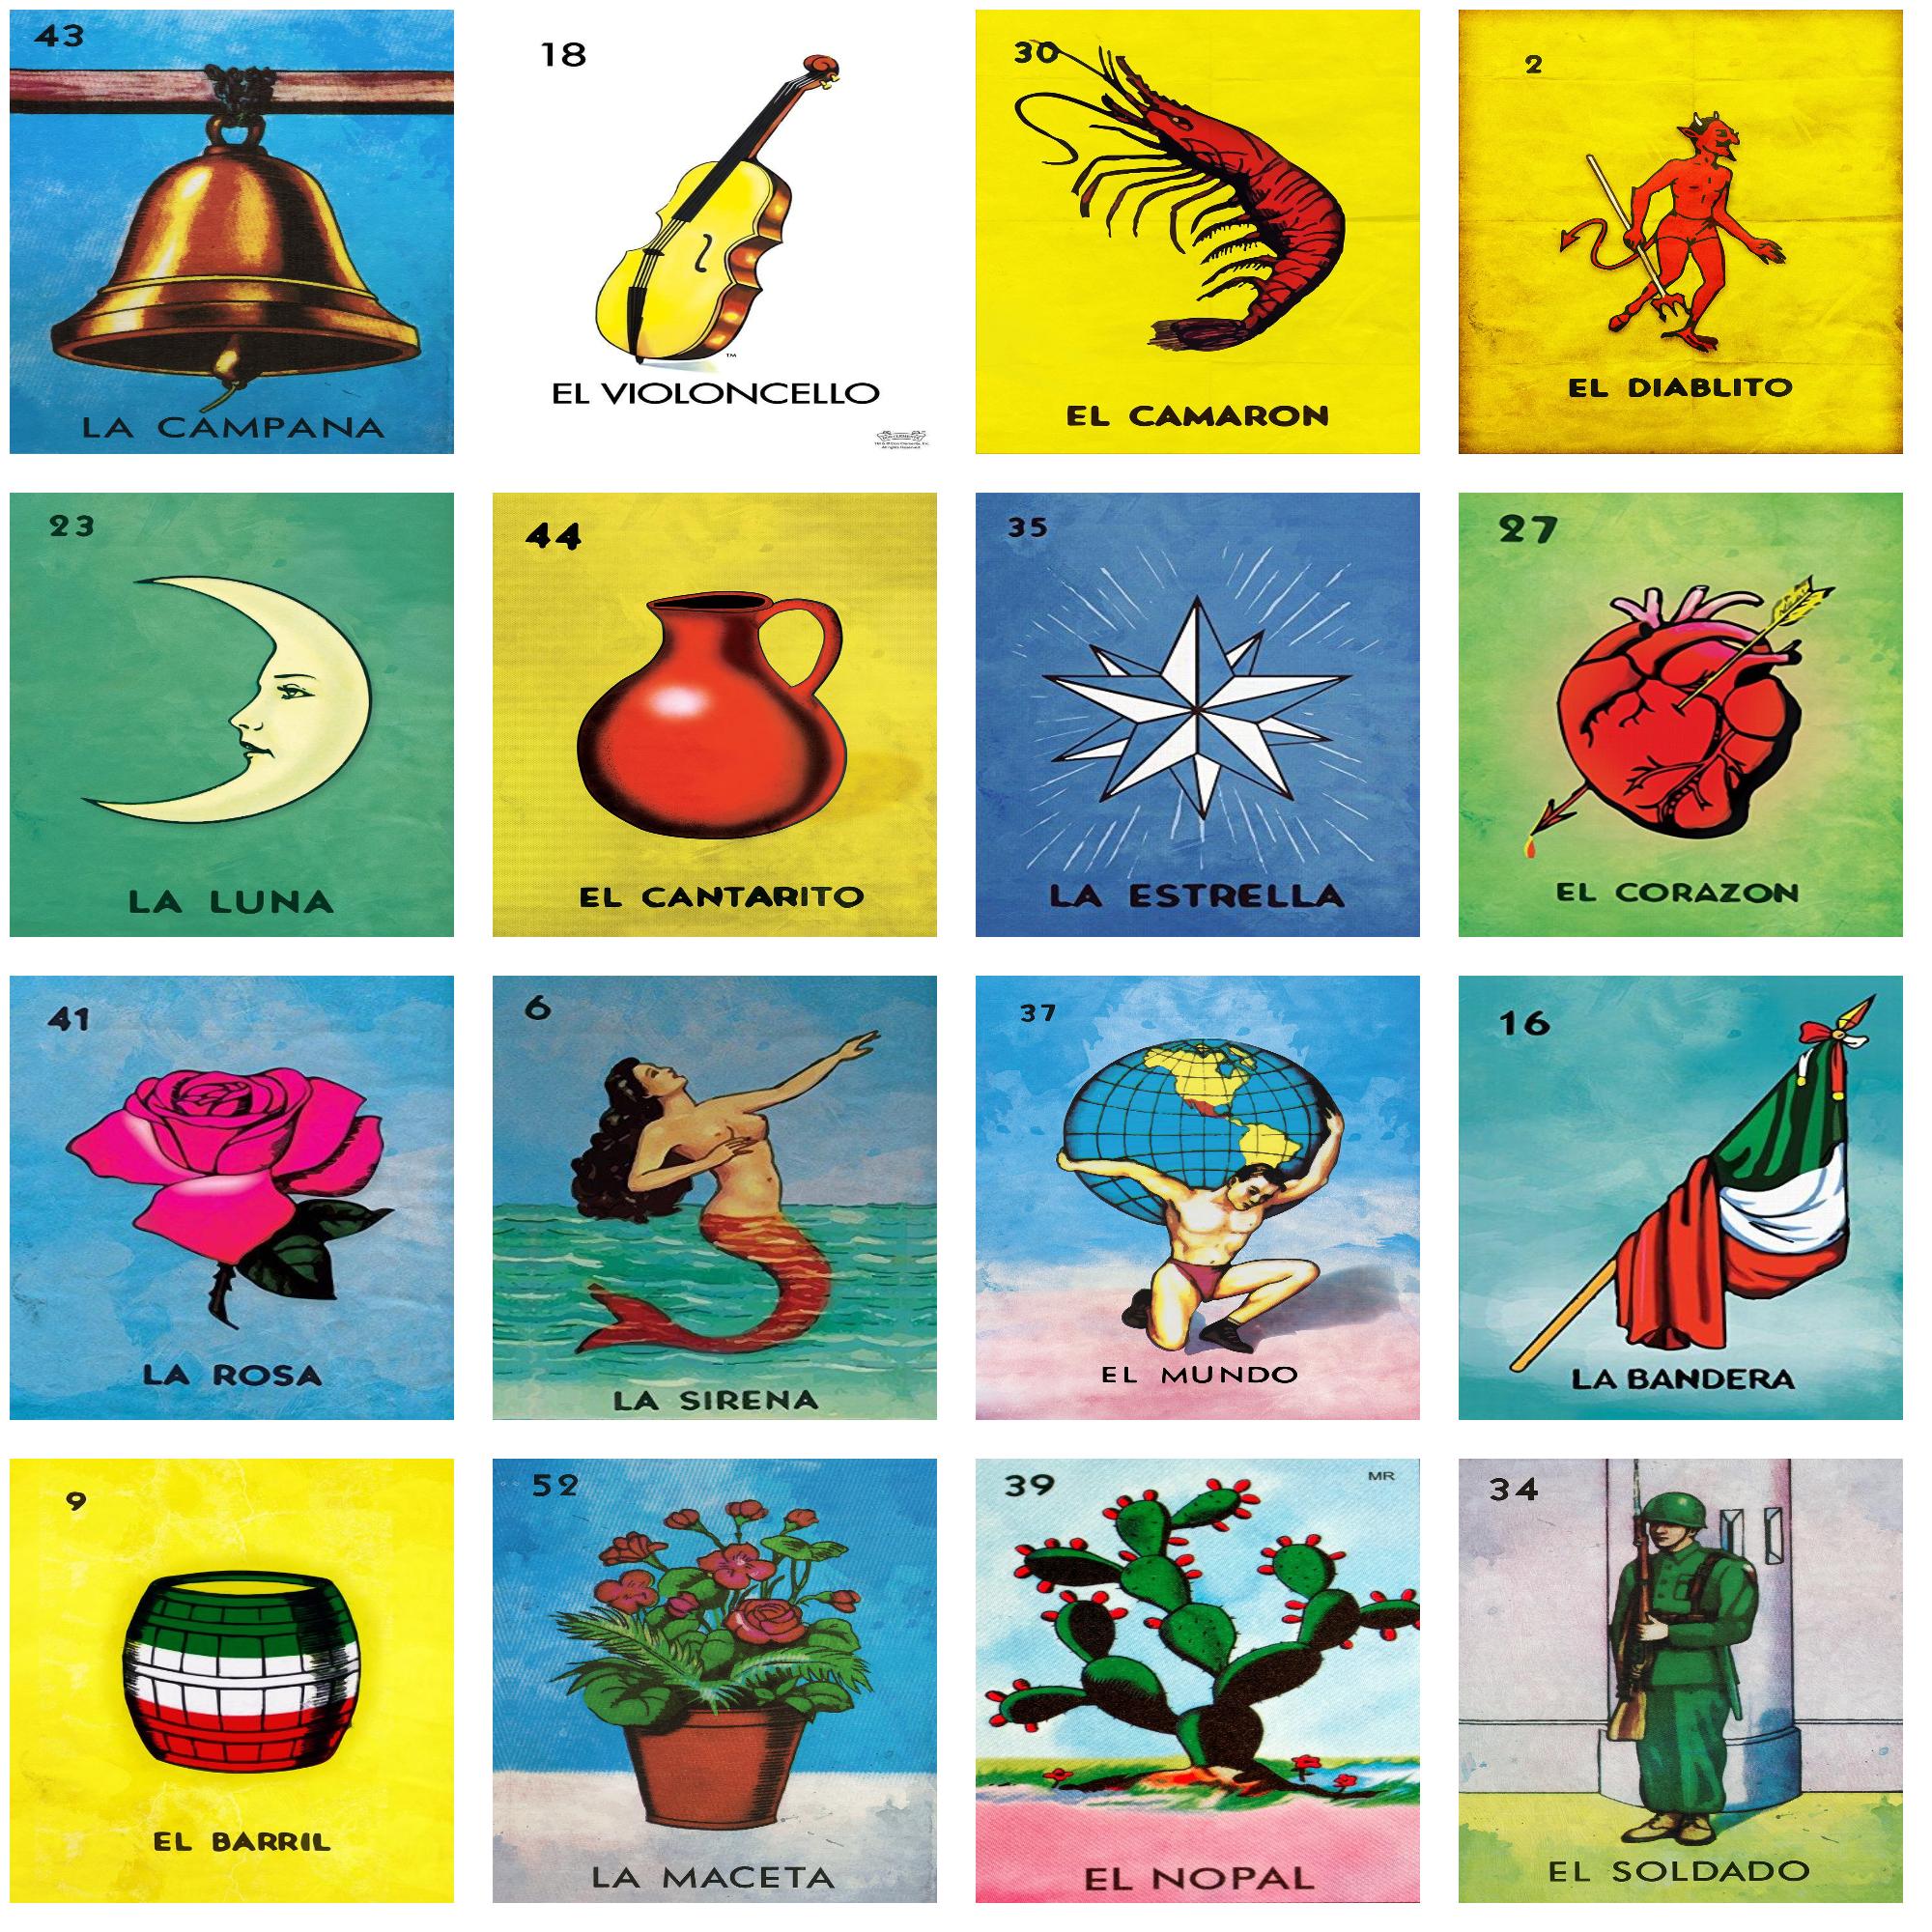 43
LA CAMPANA
18
™
EL VIOLONCELLO
30
EL CAMARON
2
EL DIABLITO
23
LA LUNA
44
EL CANTARITO
35
LA ESTRELLA
27
EL CORAZON
41
LA ROSA
6
LA SIRENA
37
EL MUNDO
16
LA BANDERA
9
EL BARRIL
52
LA MACETA
39
MR
EL NOPAL
34
EL SOLDADO